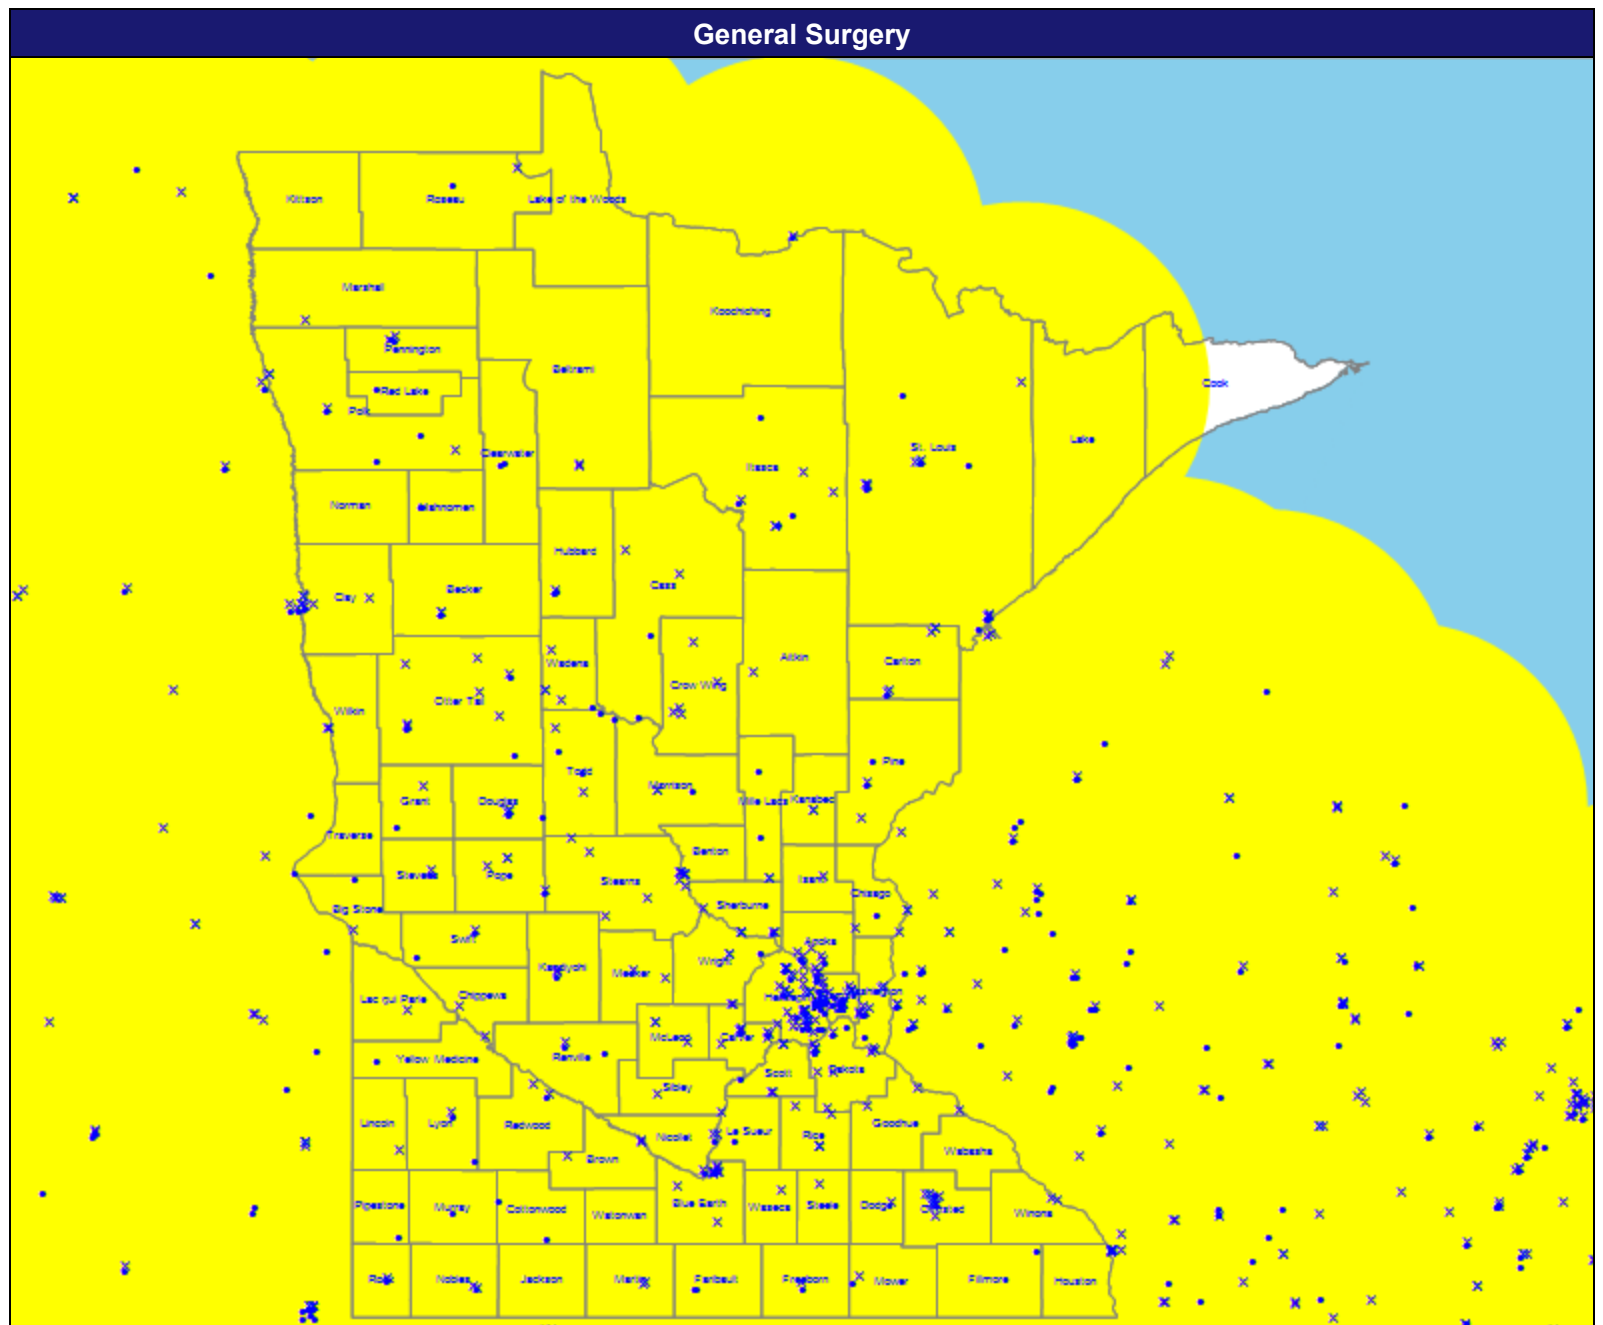 General Surgery
Kittson
Roseau
Lake of the Woods
Marshall
Koochiching
Pennington
Beltrami
Red Lake
Polk
Cook
Lake
St. Louis
Clearwater
Itasca
Norman
Mahnomen
Hubbard
Cass
Becker
Clay
Aitkin
Carlton
Wadena
Crow Wing
Otter Tail
Wilkin
Pine
Todd
Morrison
Grant
Douglas
Mille Lacs
Kanabec
Traverse
Benton
Stevens
Pope
Stearns
Isanti
Chisago
Sherburne
Big Stone
Swift
Anoka
Kandiyohi
Meeker
Wright
Lac qui Parle
Chippewa
McLeod
Carver
Yellow Medicine
Renville
Scott
Dakota
Sibley
Lincoln
Lyon
Redwood
Nicollet
Le Sueur
Rice
Goodhue
Wabasha
Brown
Pipestone
Murray
Cottonwood
Watonwan
Blue Earth
Waseca
Steele
Dodge
Olmsted
Winona
Rock
Nobles
Jackson
Martin
Faribault
Freeborn
Mower
Fillmore
Houston